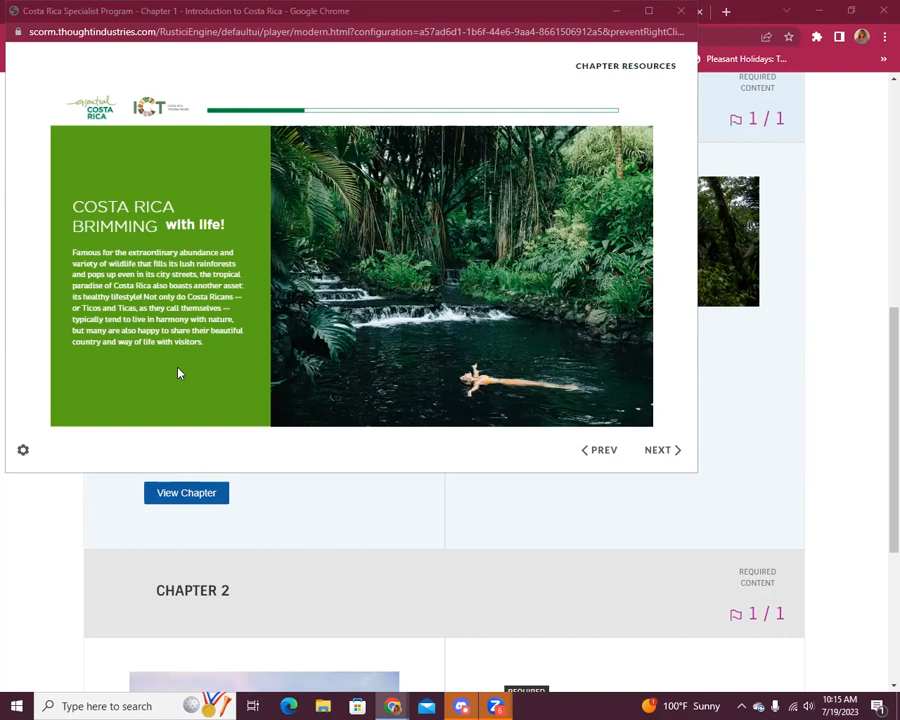 Costa Rica Specialist Program - Chapter 1 - Introduction to Costa Rica - Google Chrome
scorm.thoughtindustries.com/RusticiEngine/defaultui/player/modern.html?configuration=a57ad6d1-1b6f-44e6-9aa4-8661506912a5&preventRightCli...
Pleasant Holidays: T...
CHAPTER RESOURCES
REQUIRED
CONTENT
1 / 1
essential
COSTA
RICA
ICT
COSTA RICA
BRIMMING with life!
Famous for the extraordinary abundance and
variety of wildlife that fills its lush rainforests
and pops up even in its city streets, the tropical
paradise of Costa Rica also boasts another asset:
its healthy lifestyle! Not only do Costa Ricans --
or Ticos and Ticas, as they call themselves --
typically tend to live in harmony with nature,
but many are also happy to share their beautiful
country and way of life with visitors.
PREV
NEXT
View Chapter
CHAPTER 2
REQUIRED
CONTENT
1 / 1
REQUIRED
Type here to search
100°F Sunny
10:15 AM
7/19/2023